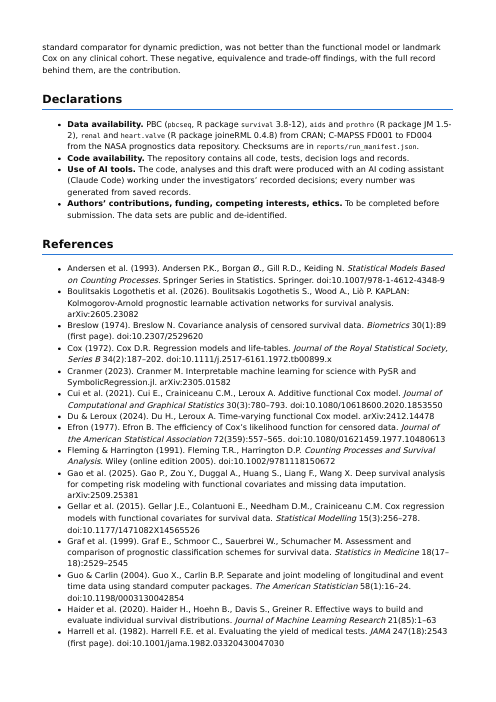 standard comparator for dynamic prediction, was not better than the functional model or landmark
Cox on any clinical cohort. These negative, equivalence and trade-off findings, with the full record
behind them, are the contribution.
Declarations
• Data availability. PBC (pbcseq, R package survival 3.8-12), aids and prothro (R package JM 1.5-
2), renal and heart.valve (R package joineRML 0.4.8) from CRAN; C-MAPSS FD001 to FD004
from the NASA prognostics data repository. Checksums are in reports/run_manifest.json.
• Code availability. The repository contains all code, tests, decision logs and records.
• Use of AI tools. The code, analyses and this draft were produced with an AI coding assistant
(Claude Code) working under the investigators' recorded decisions; every number was
generated from saved records.
• Authors' contributions, funding, competing interests, ethics. To be completed before
submission. The data sets are public and de-identified.
References
• Andersen et al. (1993). Andersen P.K., Borgan Ø., Gill R.D., Keiding N. Statistical Models Based
on Counting Processes. Springer Series in Statistics. Springer. doi:10.1007/978-1-4612-4348-9
• Boulitsakis Logothetis et al. (2026). Boulitsakis Logothetis S., Wood A., Liò P. KAPLAN:
Kolmogorov-Arnold prognostic learnable activation networks for survival analysis.
arXiv:2605.23082
• Breslow (1974). Breslow N. Covariance analysis of censored survival data. Biometrics 30(1):89
(first page). doi:10.2307/2529620
• Cox (1972). Cox D.R. Regression models and life-tables. Journal of the Royal Statistical Society,
Series B 34(2):187–202. doi:10.1111/j.2517-6161.1972.tb00899.x
• Cranmer (2023). Cranmer M. Interpretable machine learning for science with PySR and
SymbolicRegression.jl. arXiv:2305.01582
• Cui et al. (2021). Cui E., Crainiceanu C.M., Leroux A. Additive functional Cox model. Journal of
Computational and Graphical Statistics 30(3):780–793. doi:10.1080/10618600.2020.1853550
• Du & Leroux (2024). Du H., Leroux A. Time-varying functional Cox model. arXiv:2412.14478
• Efron (1977). Efron B. The efficiency of Cox's likelihood function for censored data. Journal of
the American Statistical Association 72(359):557–565. doi:10.1080/01621459.1977.10480613
• Fleming & Harrington (1991). Fleming T.R., Harrington D.P. Counting Processes and Survival
Analysis. Wiley (online edition 2005). doi:10.1002/9781118150672
• Gao et al. (2025). Gao P., Zou Y., Duggal A., Huang S., Liang F., Wang X. Deep survival analysis
for competing risk modeling with functional covariates and missing data imputation.
arXiv:2509.25381
• Gellar et al. (2015). Gellar J.E., Colantuoni E., Needham D.M., Crainiceanu C.M. Cox regression
models with functional covariates for survival data. Statistical Modelling 15(3):256–278.
doi:10.1177/1471082X14565526
• Graf et al. (1999). Graf E., Schmoor C., Sauerbrei W., Schumacher M. Assessment and
comparison of prognostic classification schemes for survival data. Statistics in Medicine 18(17–
18):2529–2545
• Guo & Carlin (2004). Guo X., Carlin B.P. Separate and joint modeling of longitudinal and event
time data using standard computer packages. The American Statistician 58(1):16–24.
doi:10.1198/0003130042854
• Haider et al. (2020). Haider H., Hoehn B., Davis S., Greiner R. Effective ways to build and
evaluate individual survival distributions. Journal of Machine Learning Research 21(85):1–63
• Harrell et al. (1982). Harrell F.E. et al. Evaluating the yield of medical tests. JAMA 247(18):2543
(first page). doi:10.1001/jama.1982.03320430047030